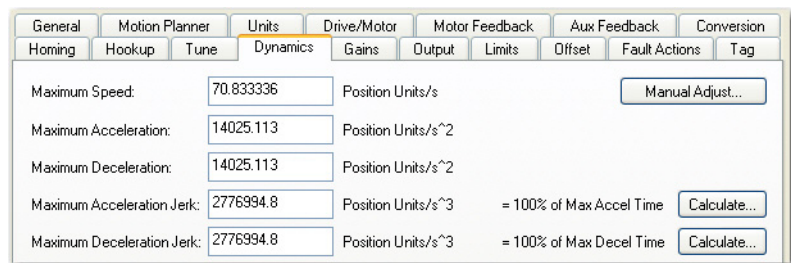 General Motion Planner Units Drive/Motor Motor Feedback Aux Feedback Conversion
Homing Hookup Tune Dynamics Gains Output Limits Offset Fault Actions Tag
Maximum Speed: 70.833336 Position Units/s Manual Adjust...
Maximum Acceleration: 14025.113 Position Units/s^2
Maximum Deceleration: 14025.113 Position Units/s^2
Maximum Acceleration Jerk: 2776994.8 Position Units/s^3 = 100% of Max Accel Time Calculate...
Maximum Deceleration Jerk: 2776994.8 Position Units/s^3 = 100% of Max Decel Time Calculate...